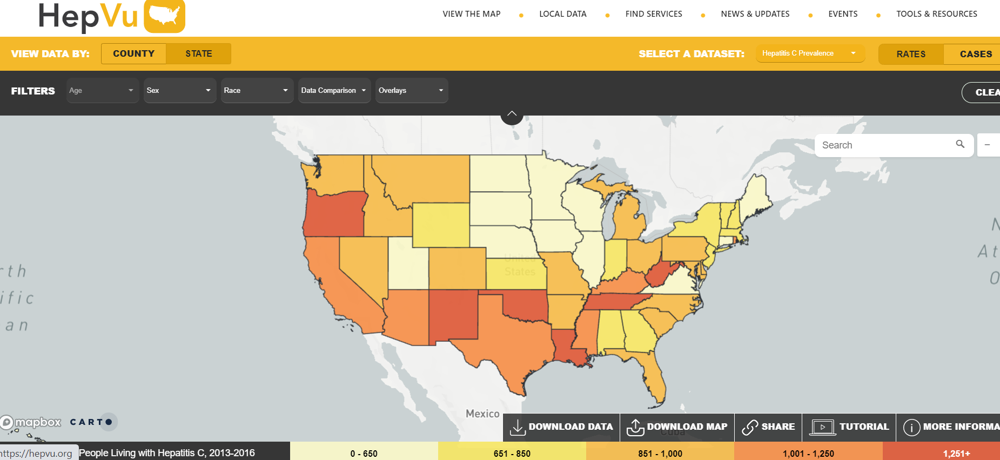 HepVu
VIEW THE MAP LOCAL DATA FIND SERVICES NEWS & UPDATES EVENTS TOOLS & RESOURCES
VIEW DATA BY: COUNTY STATE SELECT A DATASET: Hepatitis C Prevalence RATES CASES
FILTERS Age Sex Race Data Comparison Overlays CLEA
Search
N
At
O
rth
ific
an
United
States
Mexico
Cuba
mapbox CARTO
DOWNLOAD DATA DOWNLOAD MAP SHARE TUTORIAL MORE INFORMA
https://hepvu.org People Living with Hepatitis C, 2013-2016 0 - 650 651 - 850 851 - 1,000 1,001 - 1,250 1,251+